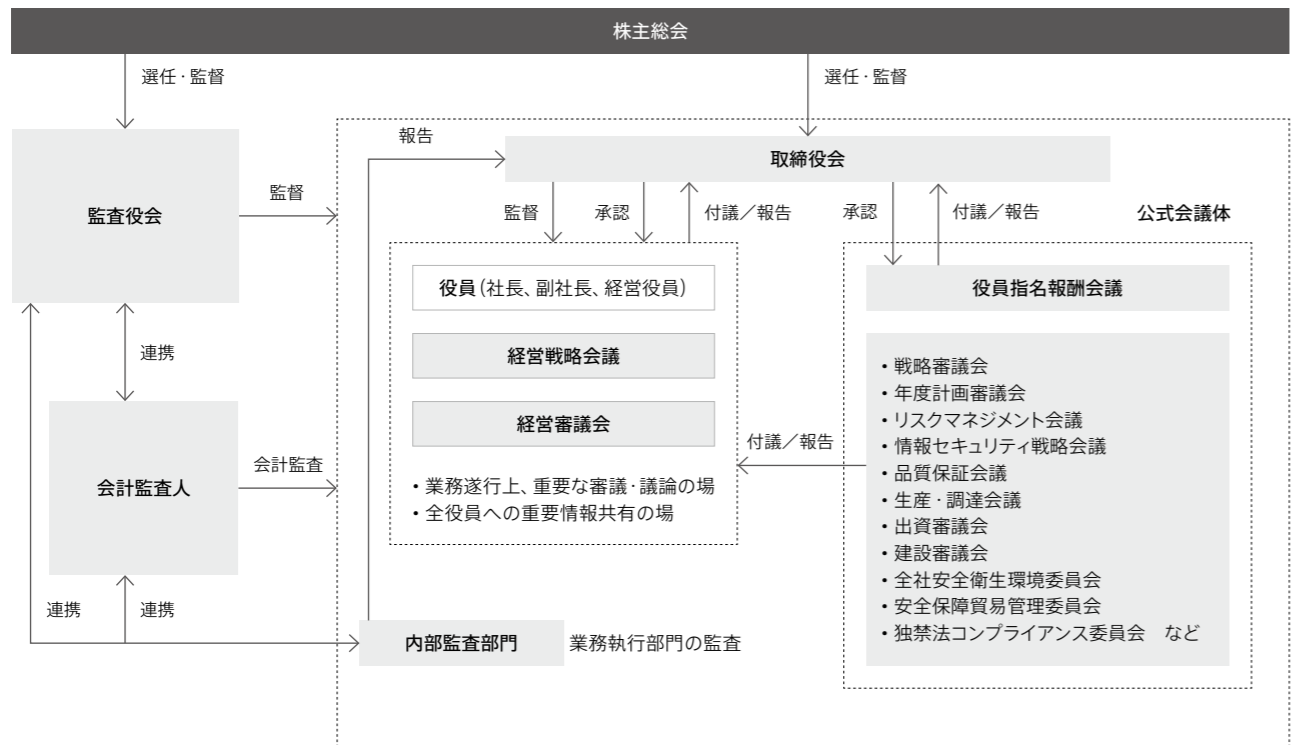 株主総会
選任・監督
選任・監督
報告
取締役会
監査役会
監督
監督
承認
付議／報告
承認
付議／報告
公式会議体
役員（社長、副社長、経営役員）
役員指名報酬会議
連携
経営戦略会議
経営審議会
・戦略審議会
・年度計画審議会
・リスクマネジメント会議
・情報セキュリティ戦略会議
・品質保証会議
・生産・調達会議
・出資審議会
・建設審議会
・全社安全衛生環境委員会
・安全保障貿易管理委員会
・独禁法コンプライアンス委員会　など
付議／報告
会計監査人
会計監査
・業務遂行上、重要な審議・議論の場
・全役員への重要情報共有の場
連携
連携
内部監査部門
業務執行部門の監査